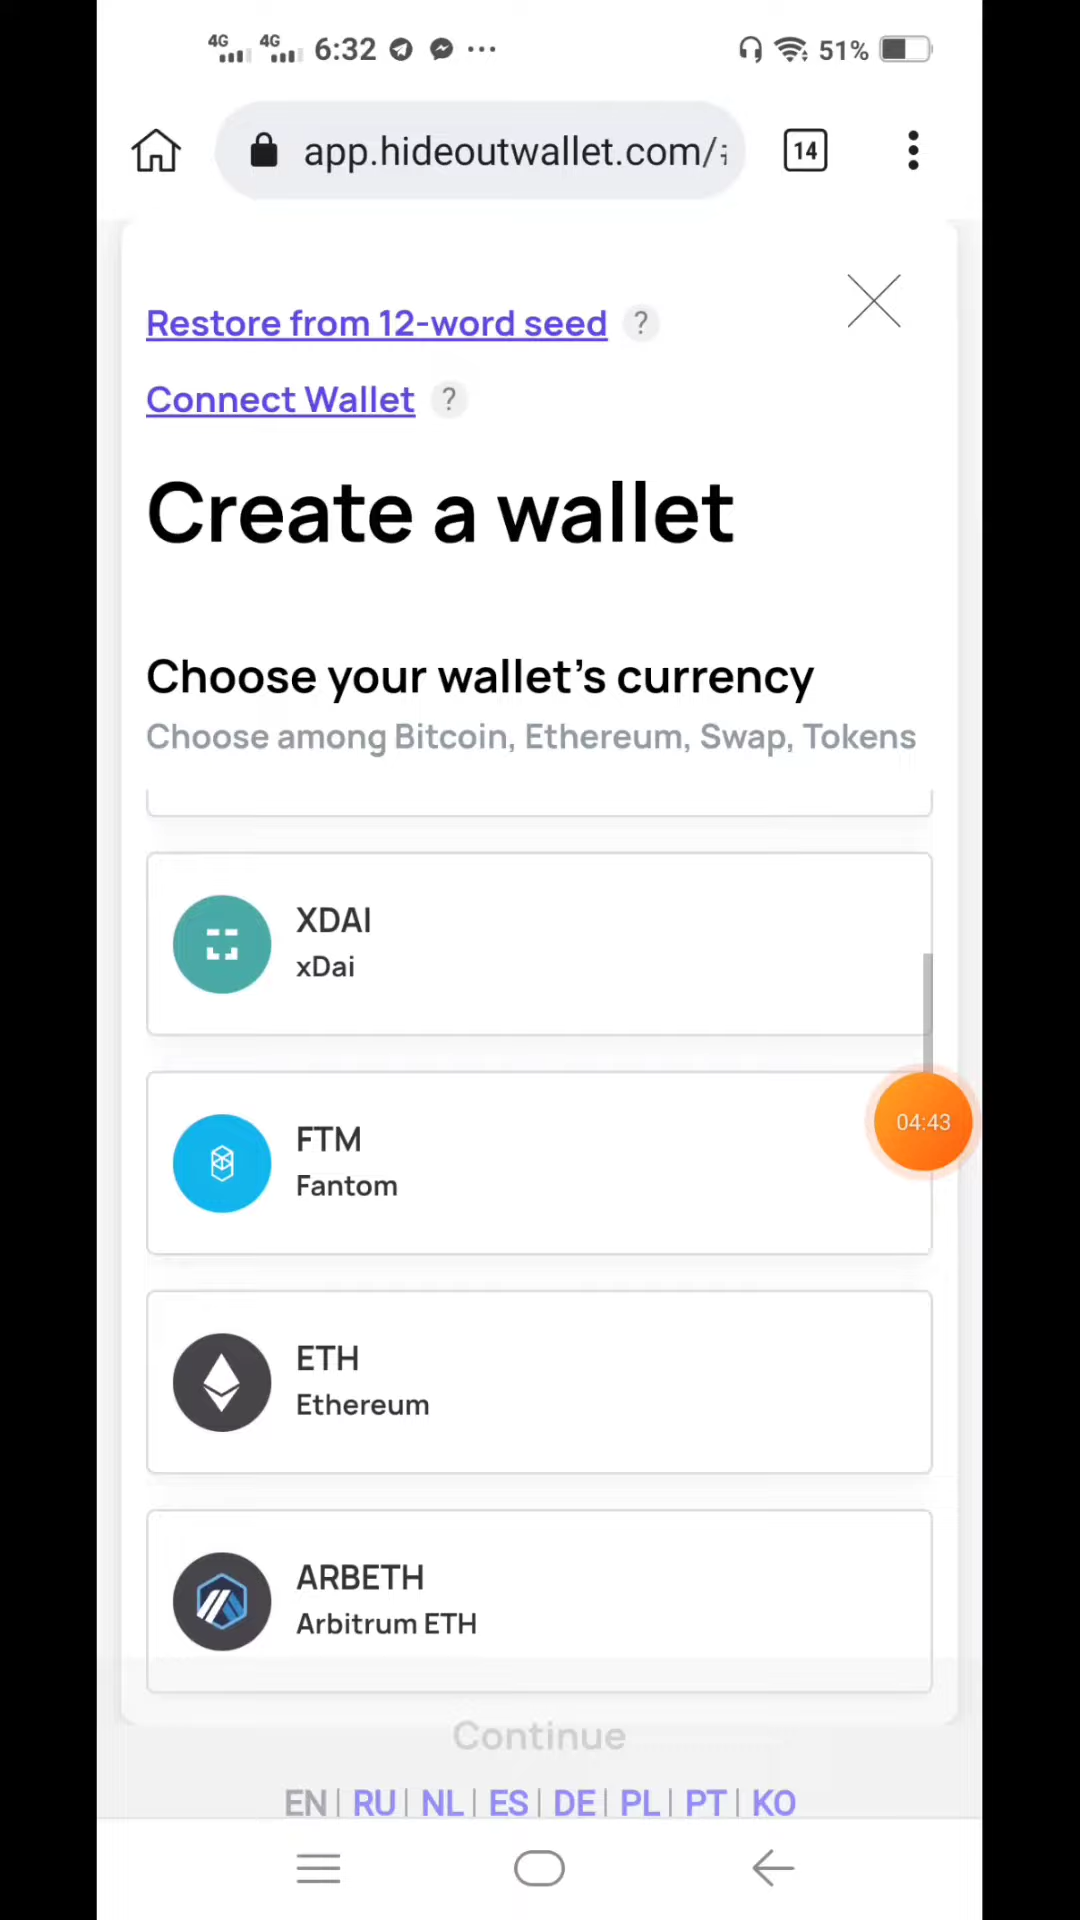 4G 4G 6:32 51%
app.hideoutwallet.com/
14
Restore from 12-word seed ?
Connect Wallet ?
Create a wallet
Choose your wallet's currency
Choose among Bitcoin, Ethereum, Swap, Tokens
XDAI
xDai
FTM
Fantom
04:43
ETH
Ethereum
ARBETH
Arbitrum ETH
Continue
EN | RU | NL | ES | DE | PL | PT | KO